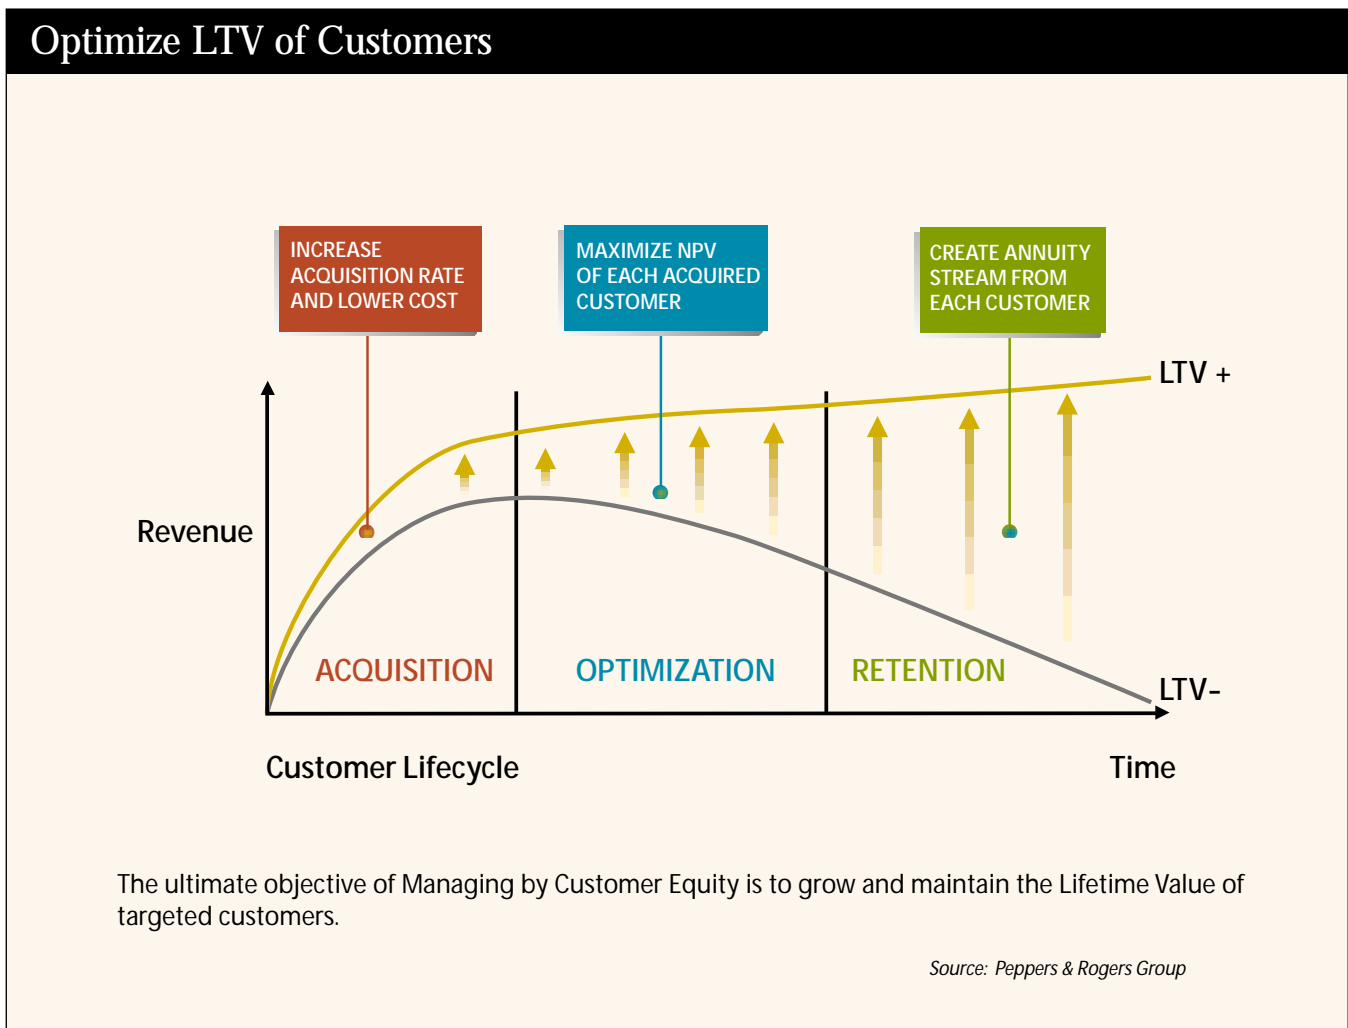 Optimize LTV of Customers
INCREASE
ACQUISITION RATE
AND LOWER COST
MAXIMIZE NPV
OF EACH ACQUIRED
CUSTOMER
CREATE ANNUITY
STREAM FROM
EACH CUSTOMER
LTV +
Revenue
ACQUISITION
OPTIMIZATION
RETENTION
LTV–
Customer Lifecycle
Time
The ultimate objective of Managing by Customer Equity is to grow and maintain the Lifetime Value of
targeted customers.
Source: Peppers & Rogers Group